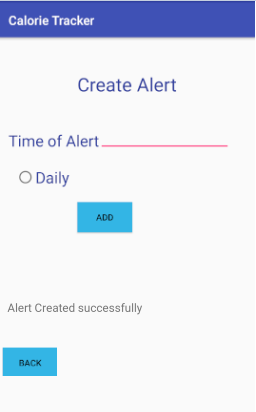 Calorie Tracker
Create Alert
Time of Alert
Daily
ADD
Alert Created successfully
BACK